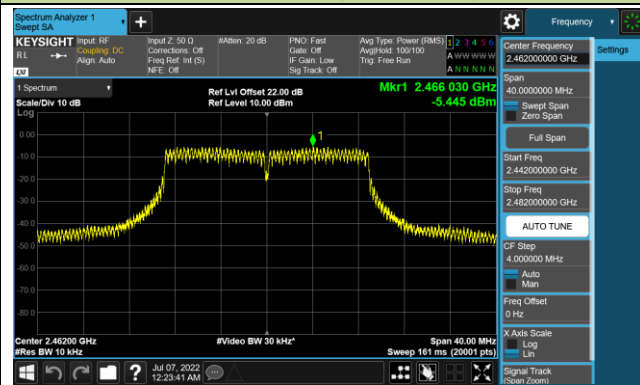 Spectrum Analyzer 1
Swept SA
+
Frequency
KEYSIGHT
RL
LXI
Input: RF
Coupling: DC
Align: Auto
Input Z: 50 Ω
Corrections: Off
Freq Ref: Int (S)
NFE: Off
#Atten: 20 dB
PNO: Fast
Gate: Off
IF Gain: Low
Sig Track: Off
Avg Type: Power (RMS)
Avg|Hold: 100/100
Trig: Free Run
1 2 3 4 5 6
A W W W W W
A N N N N N
1 Spectrum
Scale/Div 10 dB
Log
Ref Lvl Offset 22.00 dB
Ref Level 10.00 dBm
Mkr1 2.466 030 GHz
-5.445 dBm
1
0.00
-10.0
-20.0
-30.0
-40.0
-50.0
-60.0
-70.0
-80.0
Center 2.46200 GHz
#Res BW 10 kHz
#Video BW 30 kHz*
Span 40.00 MHz
Sweep 161 ms (20001 pts)
Jul 07, 2022
12:23:41 AM
Center Frequency
2.462000000 GHz
Settings
Span
40.0000000 MHz
Swept Span
Zero Span
Full Span
Start Freq
2.442000000 GHz
Stop Freq
2.482000000 GHz
AUTO TUNE
CF Step
4.000000 MHz
Auto
Man
Freq Offset
0 Hz
X Axis Scale
Log
Lin
Signal Track
(Span Zoom)